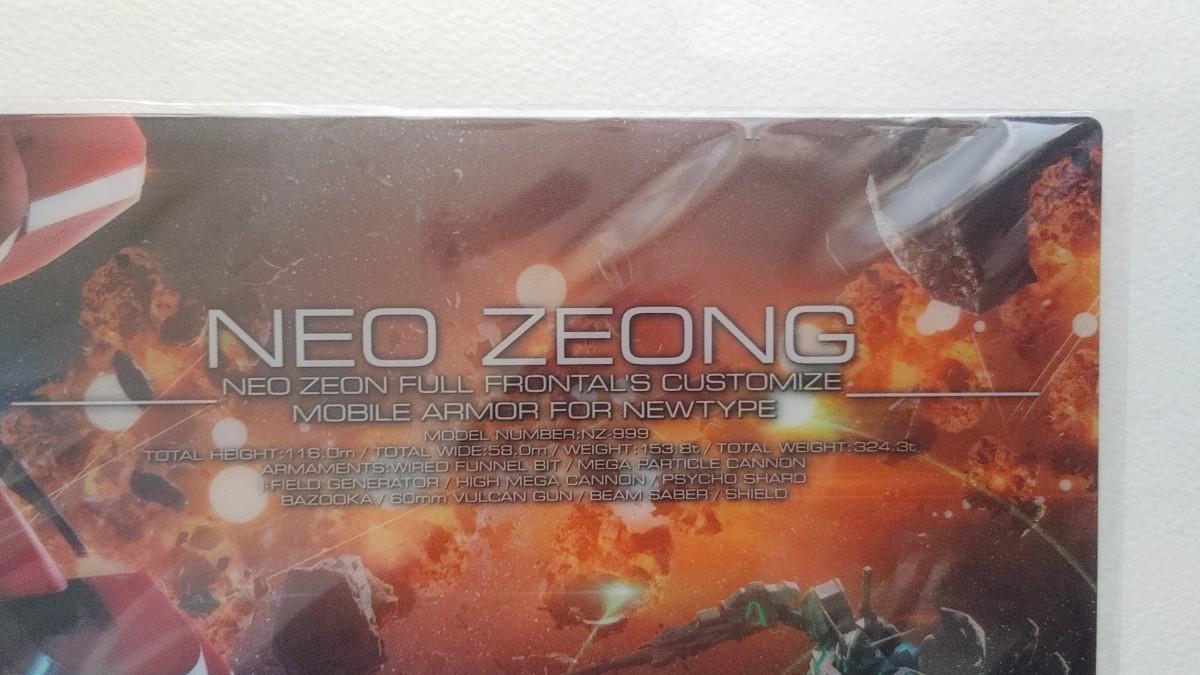 NEO ZEONG
NEO ZEON FULL FRONTAL'S CUSTOMIZE
MOBILE ARMOR FOR NEWTYPE
MODEL NUMBER:NZ-999
TOTAL HEIGHT:116.0m / TOTAL WIDE:58.0m / WEIGHT:153.8t / TOTAL WEIGHT:324.3t
ARMAMENTS:WIRED FUNNEL BIT / MEGA PARTICLE CANNON
I-FIELD GENERATOR / HIGH MEGA CANNON / PSYCHO SHARD
BAZOOKA / 60mm VULCAN GUN / BEAM SABER / SHIELD